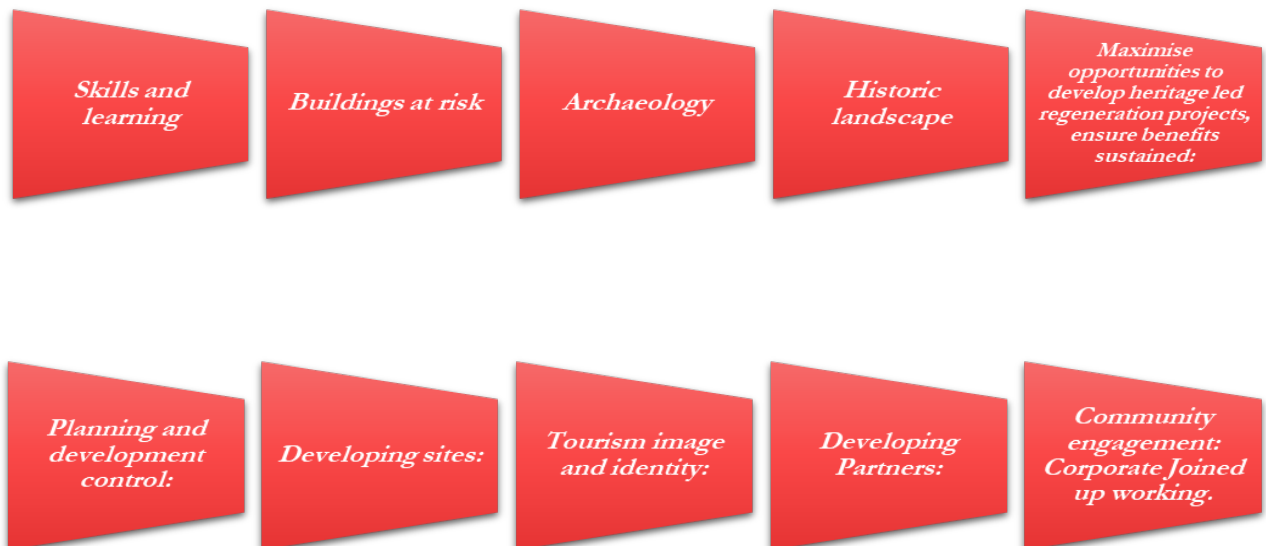 Skills and
learning
Buildings at risk
Archaeology
Historic
landscape
Maximise
opportunities to
develop heritage led
regeneration projects,
ensure benefits
sustained:
Planning and
development
control:
Developing sites:
Tourism image
and identity:
Developing
Partners:
Community
engagement:
Corporate Joined
up working.